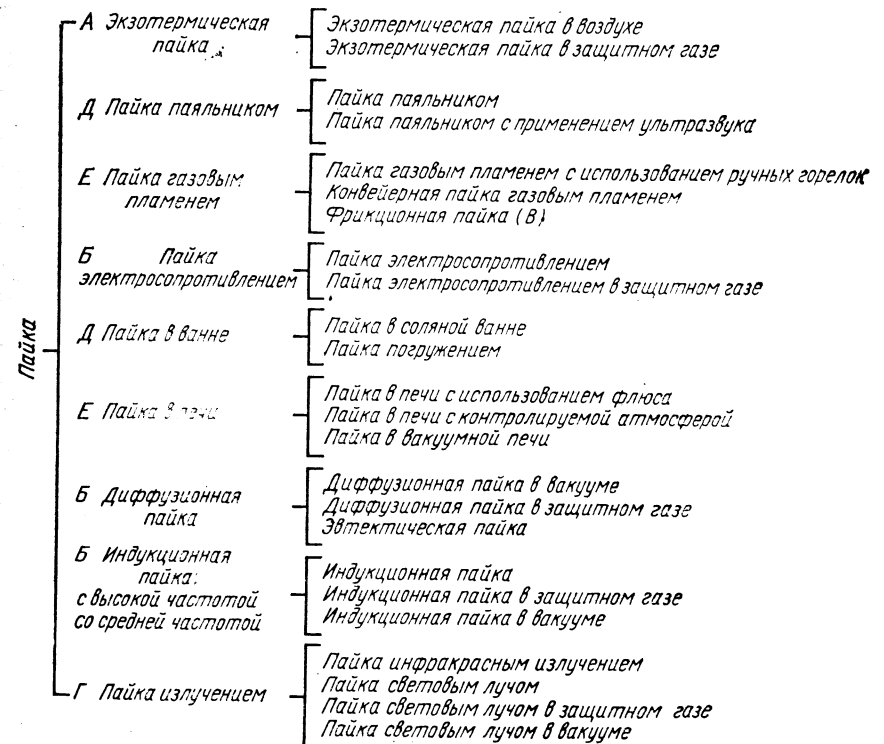 Пайка
А Экзотермическая
пайка
Экзотермическая пайка в воздухе
Экзотермическая пайка в защитном газе
Д Пайка паяльником
Пайка паяльником
Пайка паяльником с применением ультразвука
Е Пайка газовым
пламенем
Пайка газовым пламенем с использованием ручных горелок
Конвейерная пайка газовым пламенем
Фрикционная пайка (В)
Б Пайка
электросопротивлением
Пайка электросопротивлением
Пайка электросопротивлением в защитном газе
Д Пайка в ванне
Пайка в соляной ванне
Пайка погружением
Е Пайка в печи
Пайка в печи с использованием флюса
Пайка в печи с контролируемой атмосферой
Пайка в вакуумной печи
Б Диффузионная
пайка
Диффузионная пайка в вакууме
Диффузионная пайка в защитном газе
Эвтектическая пайка
Б Индукционная
пайка:
с высокой частотой
со средней частотой
Индукционная пайка
Индукционная пайка в защитном газе
Индукционная пайка в вакууме
Г Пайка излучением
Пайка инфракрасным излучением
Пайка световым лучом
Пайка световым лучом в защитном газе
Пайка световым лучом в вакууме